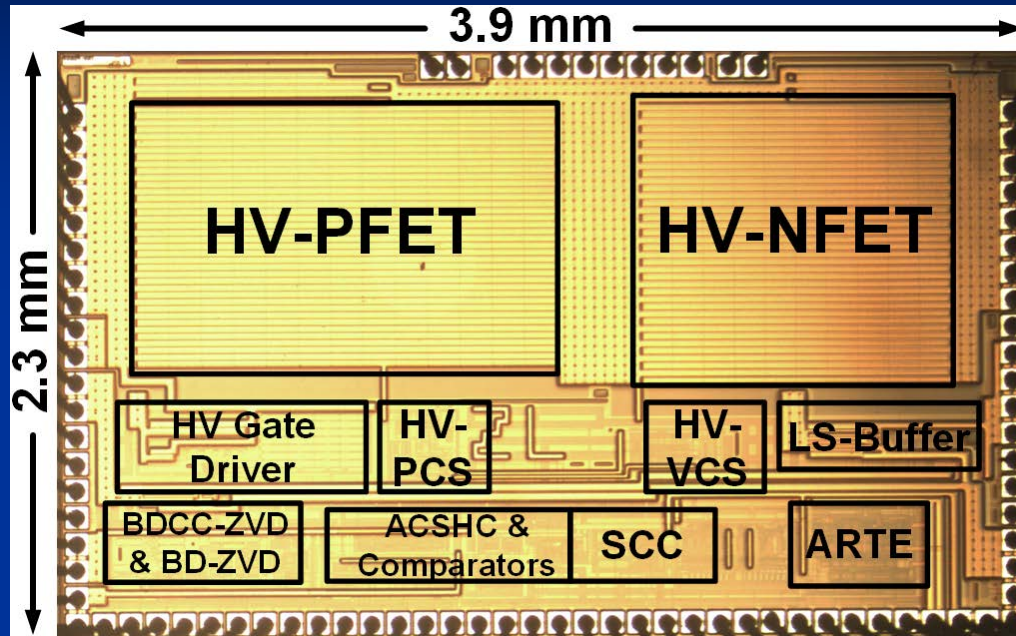 3.9 mm
2.3 mm
HV-PFET
HV-NFET
HV Gate
Driver
HV-
PCS
HV-
VCS
LS-Buffer
BDCC-ZVD
& BD-ZVD
ACSHC &
Comparators
SCC
ARTE